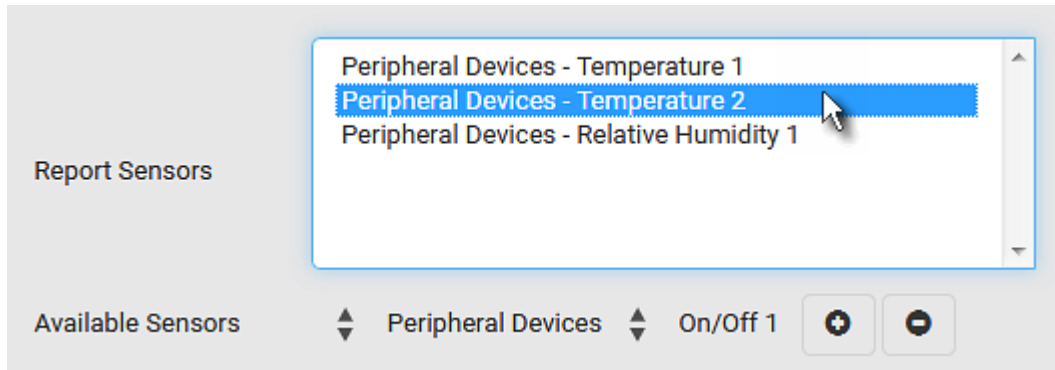 Peripheral Devices - Temperature 1
Peripheral Devices - Temperature 2
Peripheral Devices - Relative Humidity 1
Report Sensors
Available Sensors Peripheral Devices On/Off 1